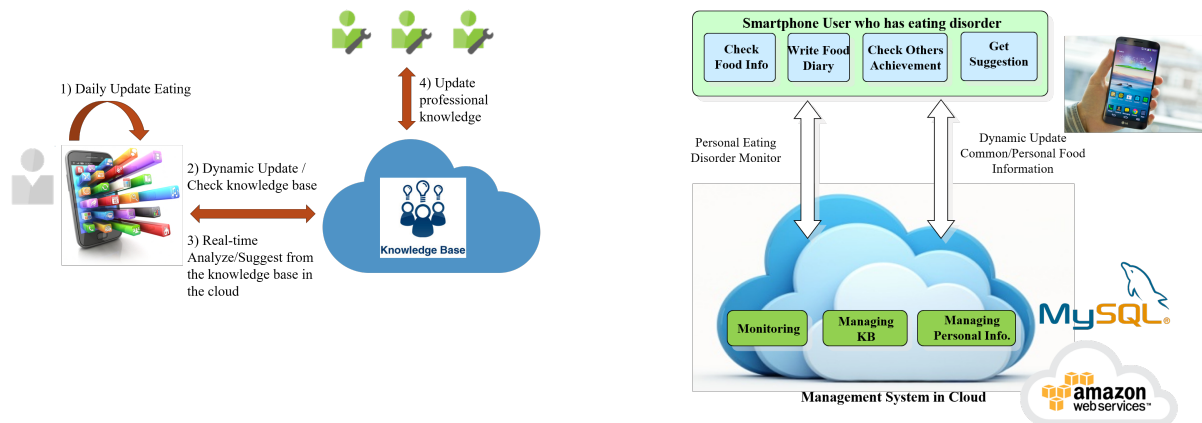 1) Daily Update Eating
4) Update
professional
knowledge
2) Dynamic Update /
Check knowledge base
Knowledge Base
3) Real-time
Analyze/Suggest from
the knowledge base in
the cloud
Smartphone User who has eating disorder
Check
Food Info
Write Food
Diary
Check Others
Achievement
Get
Suggestion
Personal Eating
Disorder Monitor
Dynamic Update
Common/Personal Food
Information
Monitoring
Managing
KB
Managing
Personal Info.
MySQL®
Management System in Cloud
amazon
webservices™